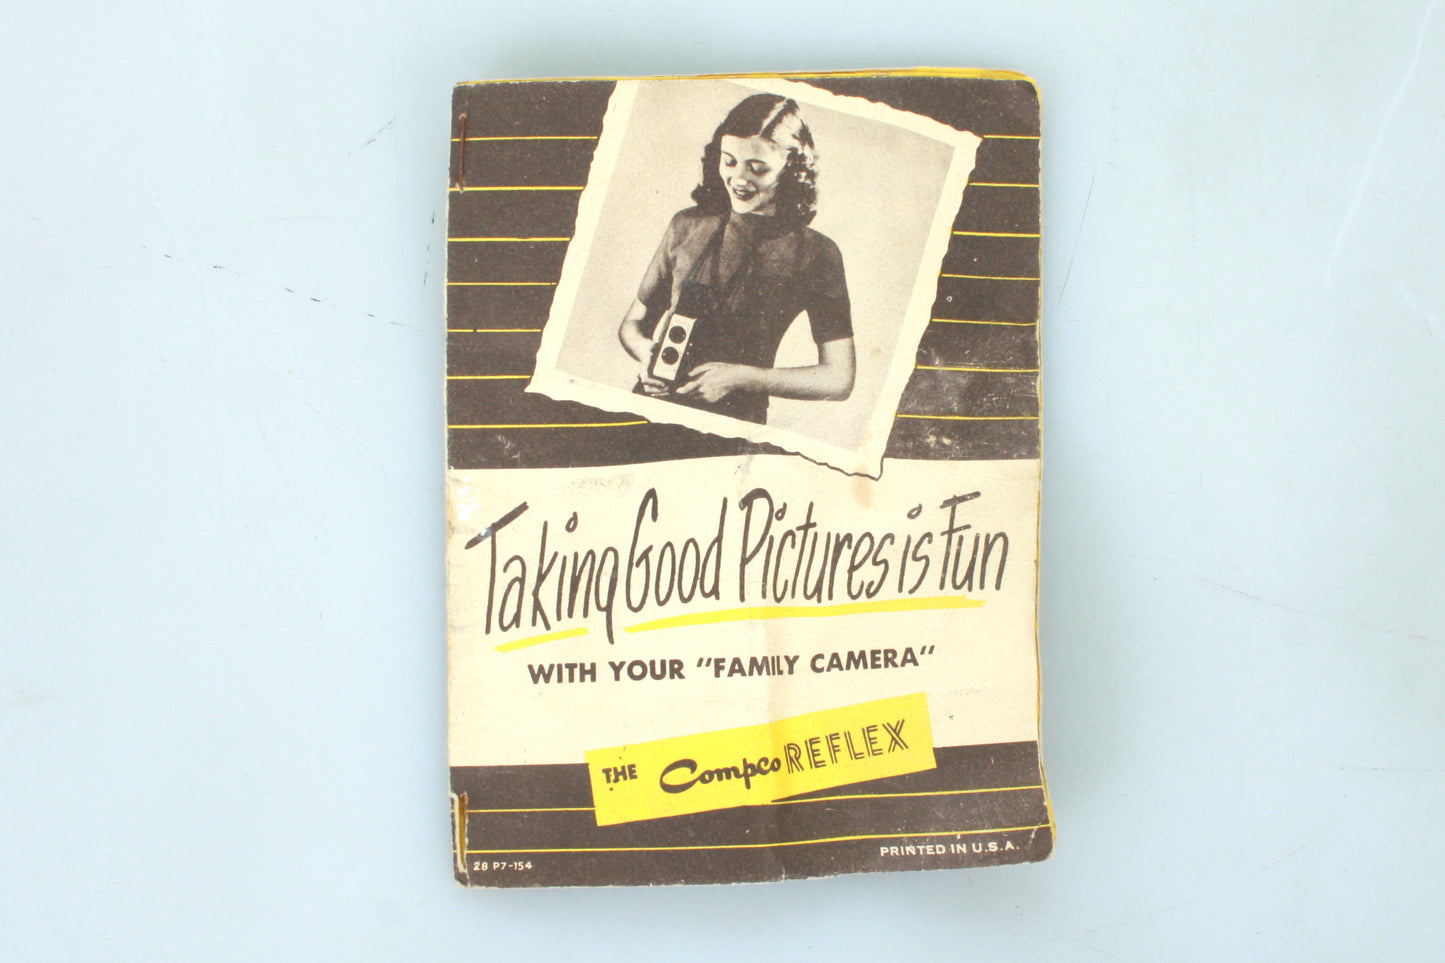 Taking Good Pictures is Fun
WITH YOUR "FAMILY CAMERA"
THE Compco REFLEX
28 P7-154
PRINTED IN U.S.A.